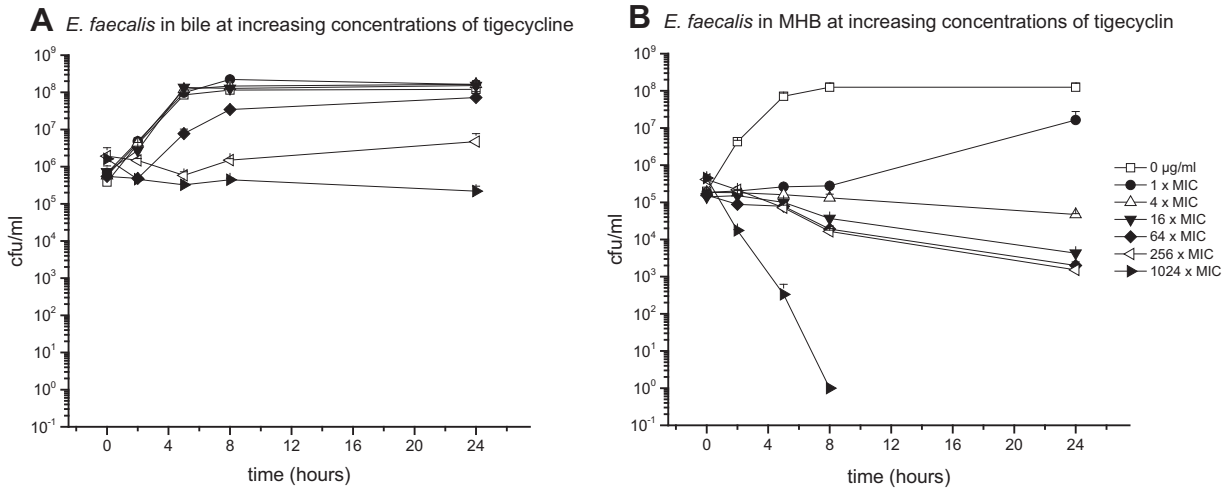 A E. faecalis in bile at increasing concentrations of tigecycline
10⁹
10⁸
10⁷
10⁶
10⁵
10⁴
10³
10²
10¹
10⁰
10⁻¹
cfu/ml
0 4 8 12 16 20 24
time (hours)
B E. faecalis in MHB at increasing concentrations of tigecyclin
10⁹
10⁸
10⁷
10⁶
10⁵
10⁴
10³
10²
10¹
10⁰
10⁻¹
cfu/ml
0 4 8 12 16 20 24
time (hours)
0 µg/ml
1 x MIC
4 x MIC
16 x MIC
64 x MIC
256 x MIC
1024 x MIC